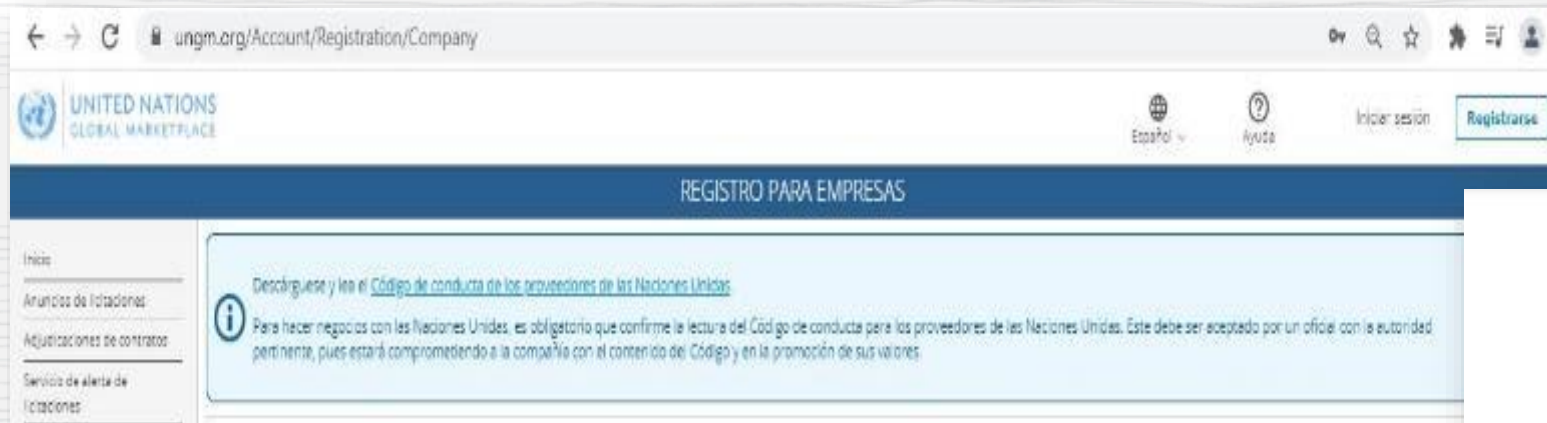 ungm.org/Account/Registration/Company
UNITED NATIONS
GLOBAL MARKETPLACE
Español
Ayuda
Iniciar sesión
Registrarse
REGISTRO PARA EMPRESAS
Inicio
Anuncios de licitaciones
Adjudicaciones de contratos
Servicio de alerta de
licitaciones
Descárguese y lea el Código de conducta de los proveedores de las Naciones Unidas
Para hacer negocios con las Naciones Unidas, es obligatorio que confirme la lectura del Código de conducta para los proveedores de las Naciones Unidas. Este debe ser aceptado por un oficial con la autoridad
pertinente, pues estará comprometiendo a la compañía con el contenido del Código y en la promoción de sus valores.